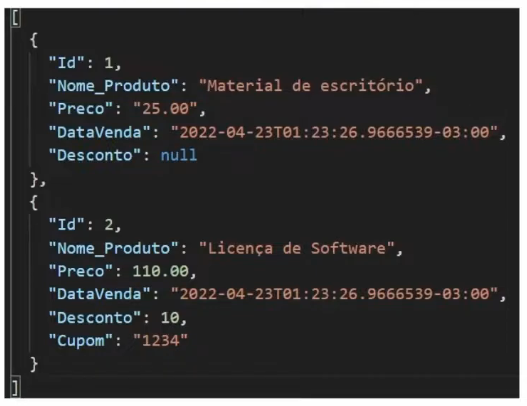 [
{
"Id": 1,
"Nome_Produto": "Material de escritório",
"Preco": "25.00",
"DataVenda": "2022-04-23T01:23:26.9666539-03:00",
"Desconto": null
},
{
"Id": 2,
"Nome_Produto": "Licença de Software",
"Preco": 110.00,
"DataVenda": "2022-04-23T01:23:26.9666539-03:00",
"Desconto": 10,
"Cupom": "1234"
}
]